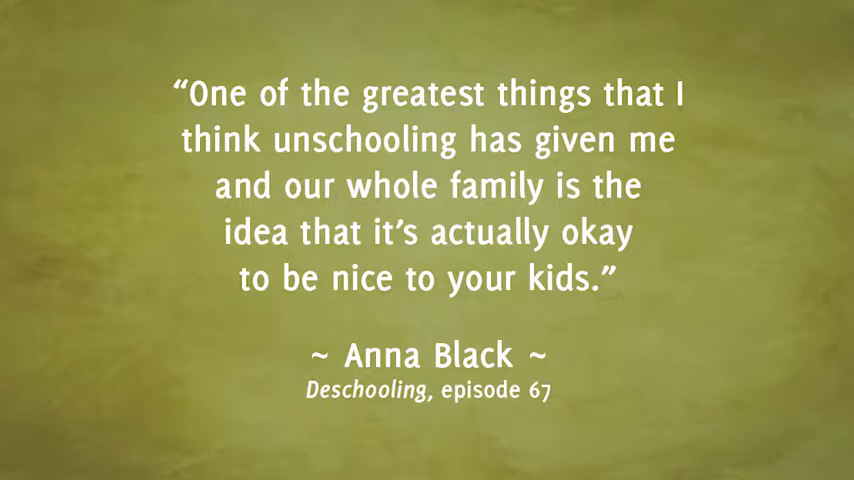 “One of the greatest things that I
think unschooling has given me
and our whole family is the
idea that it’s actually okay
to be nice to your kids.”
~ Anna Black ~
Deschooling, episode 67